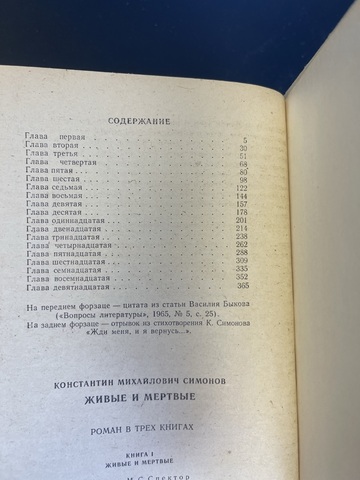 СОДЕРЖАНИЕ
Глава первая . . . . . . . . . . . . 5
Глава вторая . . . . . . . . . . . . 30
Глава третья . . . . . . . . . . . . 51
Глава четвертая . . . . . . . . . . . 68
Глава пятая . . . . . . . . . . . . 80
Глава шестая . . . . . . . . . . . . 98
Глава седьмая . . . . . . . . . . . . 122
Глава восьмая . . . . . . . . . . . . 144
Глава девятая . . . . . . . . . . . . 157
Глава десятая . . . . . . . . . . . . 178
Глава одиннадцатая . . . . . . . . . . 201
Глава двенадцатая . . . . . . . . . . 214
Глава тринадцатая . . . . . . . . . . 238
Глава четырнадцатая . . . . . . . . . 262
Глава пятнадцатая . . . . . . . . . . 288
Глава шестнадцатая . . . . . . . . . . 309
Глава семнадцатая . . . . . . . . . . 335
Глава восемнадцатая . . . . . . . . . 352
Глава девятнадцатая . . . . . . . . . 365
На переднем форзаце — цитата из статьи Василия Быкова
(«Вопросы литературы», 1965, № 5, с. 25).
На заднем форзаце — отрывок из стихотворения К. Симонова
«Жди меня, и я вернусь...».
КОНСТАНТИН МИХАЙЛОВИЧ СИМОНОВ
ЖИВЫЕ И МЕРТВЫЕ
РОМАН В ТРЕХ КНИГАХ
КНИГА I
ЖИВЫЕ И МЕРТВЫЕ
И. С. Спектор